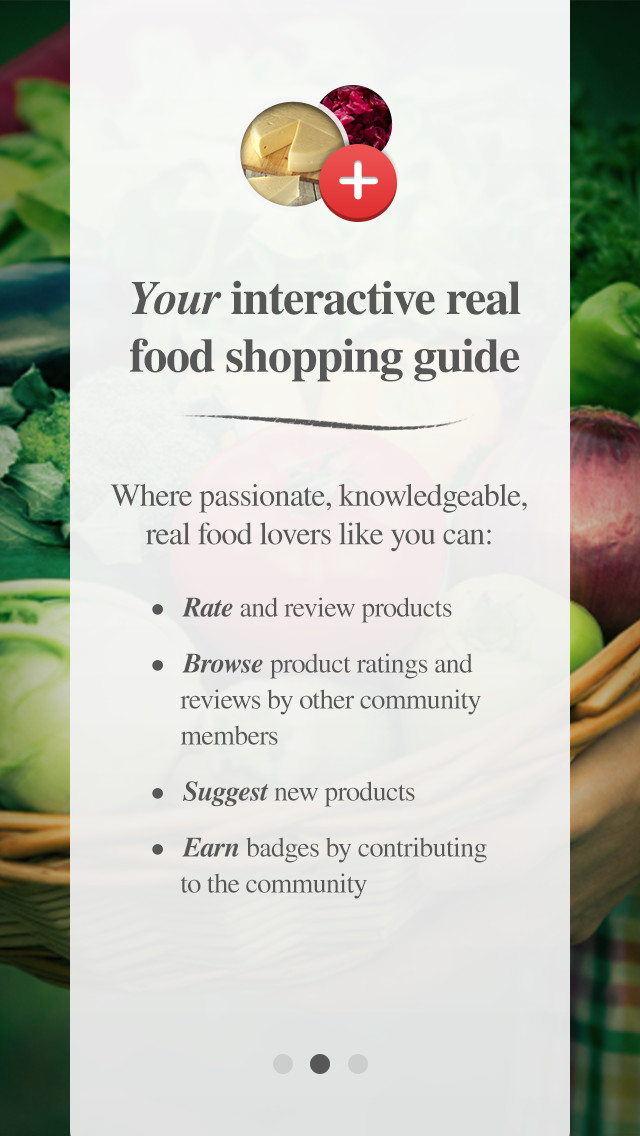 Your interactive real
food shopping guide
Where passionate, knowledgeable,
real food lovers like you can:
• Rate and review products
• Browse product ratings and
reviews by other community
members
• Suggest new products
• Earn badges by contributing
to the community